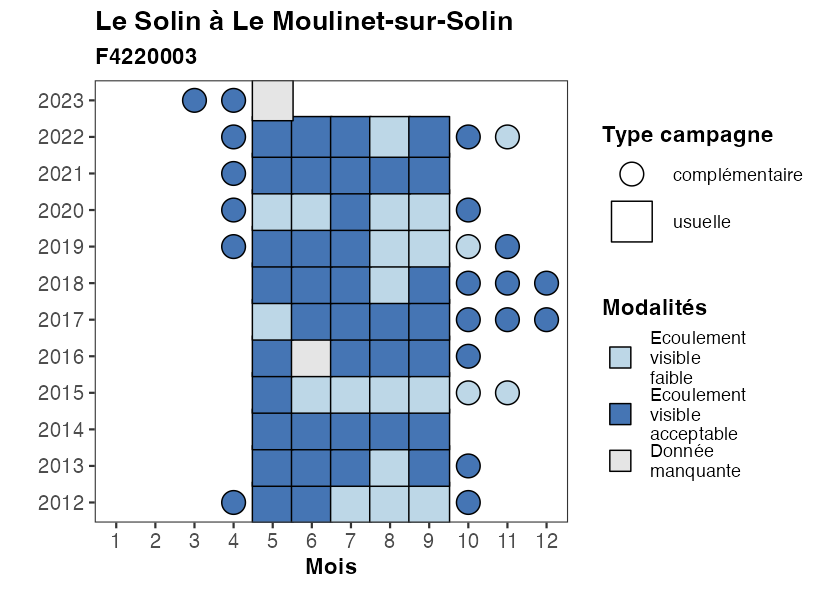 Le Solin à Le Moulinet-sur-Solin
F4220003
2023
2022
2021
2020
2019
2018
2017
2016
2015
2014
2013
2012
1 2 3 4 5 6 7 8 9 10 11 12
Mois
Type campagne
complémentaire
usuelle
Modalités
Ecoulement
visible
faible
Ecoulement
visible
acceptable
Donnée
manquante